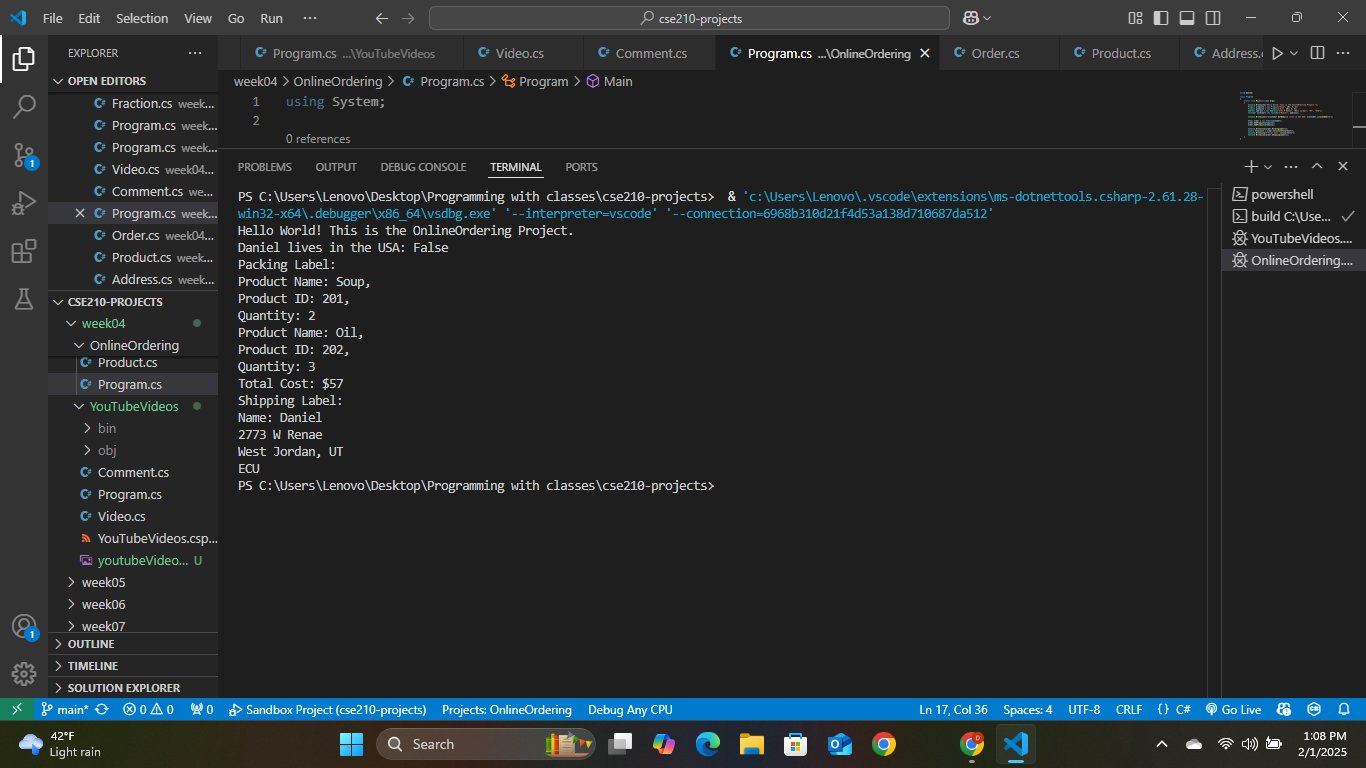 File Edit Selection View Go Run ···
cse210-projects
EXPLORER
OPEN EDITORS
Fraction.cs week...
Program.cs week...
Program.cs week...
Video.cs week04...
Comment.cs we...
Program.cs week...
Order.cs week04...
Product.cs week...
Address.cs week...
CSE210-PROJECTS
week04
OnlineOrdering
Product.cs
Program.cs
YouTubeVideos
bin
obj
Comment.cs
Program.cs
Video.cs
YouTubeVideos.csp...
youtubeVideo... U
week05
week06
week07
OUTLINE
TIMELINE
SOLUTION EXPLORER
1
1
Program.cs ...\YouTubeVideos Video.cs Comment.cs Program.cs ...\OnlineOrdering Order.cs Product.cs Address.
week04 > OnlineOrdering > Program.cs > Program > Main
1 using System;
2
0 references
PROBLEMS OUTPUT DEBUG CONSOLE TERMINAL PORTS
PS C:\Users\Lenovo\Desktop\Programming with classes\cse210-projects> & 'c:\Users\Lenovo\.vscode\extensions\ms-dotnettools.csharp-2.61.28-
win32-x64\.debugger\x86_64\vsdbg.exe' '--interpreter=vscode' '--connection=6968b310d21f4d53a138d710687da512'
Hello World! This is the OnlineOrdering Project.
Daniel lives in the USA: False
Packing Label:
Product Name: Soup,
Product ID: 201,
Quantity: 2
Product Name: Oil,
Product ID: 202,
Quantity: 3
Total Cost: $57
Shipping Label:
Name: Daniel
2773 W Renae
West Jordan, UT
ECU
PS C:\Users\Lenovo\Desktop\Programming with classes\cse210-projects>
powershell
build C:\Use...
YouTubeVideos....
OnlineOrdering....
main* 0 0 0 Sandbox Project (cse210-projects) Projects: OnlineOrdering Debug Any CPU Ln 17, Col 36 Spaces: 4 UTF-8 CRLF {} C# Go Live
42°F
Light rain
Search
1:08 PM
2/1/2025